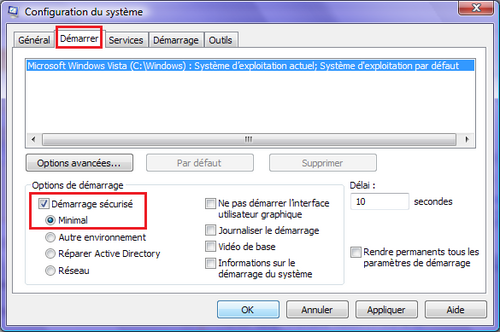 Configuration du système
Général Démarrer Services Démarrage Outils
Microsoft Windows Vista (C:\Windows) : Système d'exploitation actuel; Système d'exploitation par défaut
Options avancées... Par défaut Supprimer
Options de démarrage
Démarrage sécurisé
Minimal
Autre environnement
Réparer Active Directory
Réseau
Ne pas démarrer l'interface
utilisateur graphique
Journaliser le démarrage
Vidéo de base
Informations sur le
démarrage du système
Délai :
10 secondes
Rendre permanents tous les
paramètres de démarrage
OK Annuler Appliquer Aide